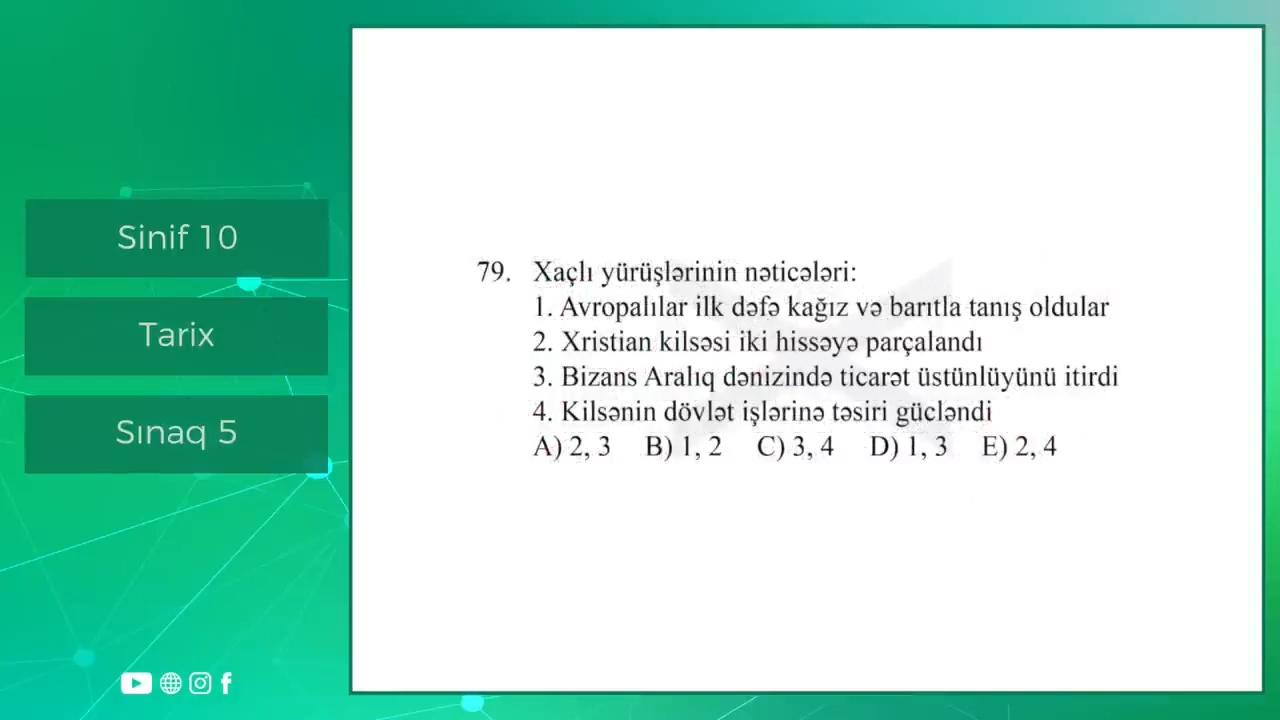 Sinif 10
Tarix
Sınaq 5
79. Xaçlı yürüşlərinin nəticələri:
1. Avropalılar ilk dəfə kağız və barıtla tanış oldular
2. Xristian kilsəsi iki hissəyə parçalandı
3. Bizans Aralıq dənizində ticarət üstünlüyünü itirdi
4. Kilsənin dövlət işlərinə təsiri gücləndi
A) 2, 3 B) 1, 2 C) 3, 4 D) 1, 3 E) 2, 4